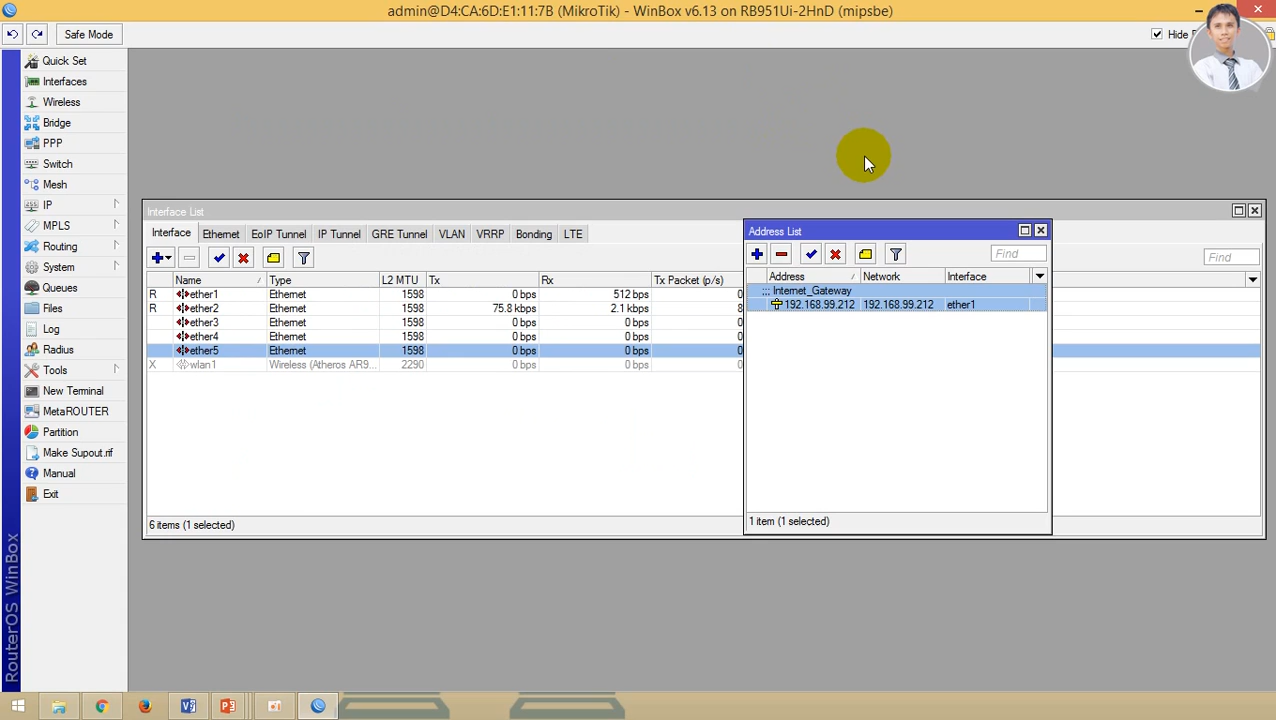 admin@D4:CA:6D:E1:11:7B (MikroTik) - WinBox v6.13 on RB951Ui-2HnD (mipsbe)
Safe Mode
Hide
Quick Set
Interfaces
Wireless
Bridge
PPP
Switch
Mesh
IP
MPLS
Routing
System
Queues
Files
Log
Radius
Tools
New Terminal
MetaROUTER
Partition
Make Supout.rif
Manual
Exit
RouterOS WinBox
Interface List
Interface Ethernet EoIP Tunnel IP Tunnel GRE Tunnel VLAN VRRP Bonding LTE
Find
Name / Type L2 MTU Tx Rx Tx Packet (p/s)
R ether1 Ethernet 1598 0 bps 512 bps 0
R ether2 Ethernet 1598 75.8 kbps 2.1 kbps 8
ether3 Ethernet 1598 0 bps 0 bps 0
ether4 Ethernet 1598 0 bps 0 bps 0
ether5 Ethernet 1598 0 bps 0 bps 0
X wlan1 Wireless (Atheros AR9... 2290 0 bps 0 bps 0
6 items (1 selected)
Address List
Find
Address / Network Interface
;;; Internet_Gateway
192.168.99.212 192.168.99.212 ether1
1 item (1 selected)